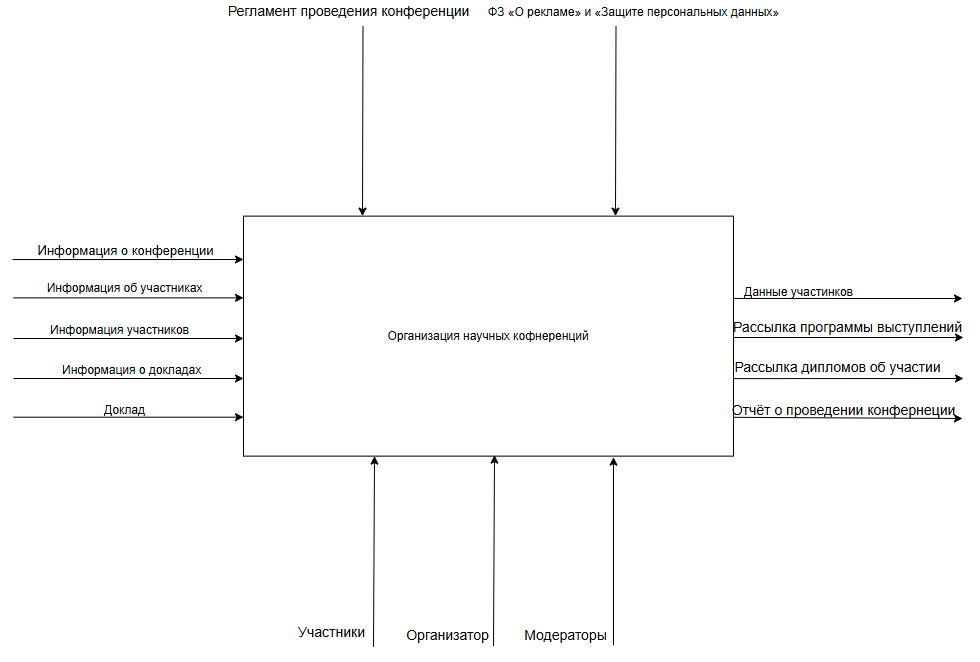 Регламент проведения конференции
ФЗ «О рекламе» и «Защите персональных данных»
Информация о конференции
Информация об участниках
Информация участников
Информация о докладах
Доклад
Организация научных кофнеренций
Данные участинков
Рассылка программы выступлений
Рассылка дипломов об участии
Отчёт о проведении конфернеции
Участники
Организатор
Модераторы